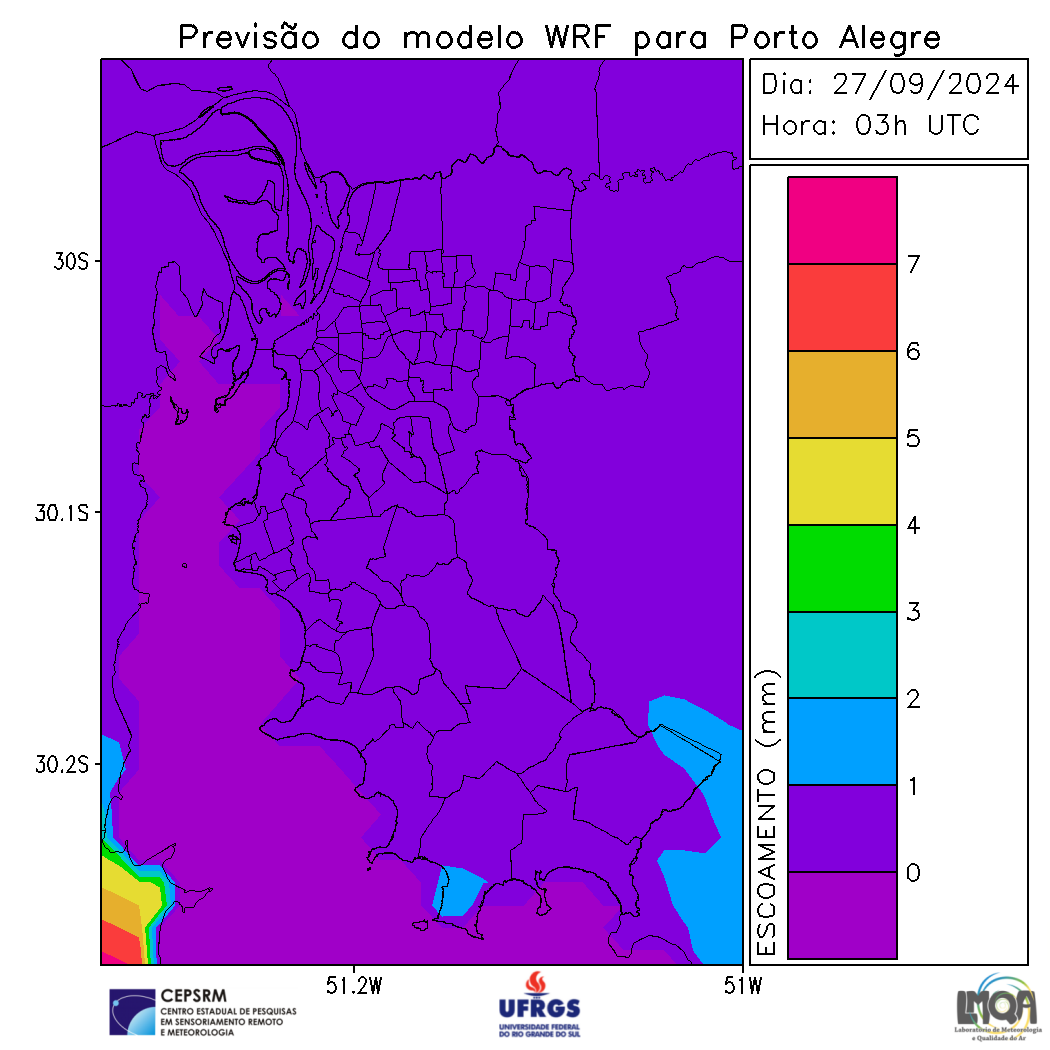 Previsão do modelo WRF para Porto Alegre
Dia: 27/09/2024
Hora: 03h UTC
30S
30.1S
30.2S
51.2W
51W
ESCOAMENTO (mm)
7
6
5
4
3
2
1
0
CEPSRM
CENTRO ESTADUAL DE PESQUISAS
EM SENSORIAMENTO REMOTO
E METEOROLOGIA
UFRGS
UNIVERSIDADE FEDERAL
DO RIO GRANDE DO SUL
LMQA
Laboratório de Meteorologia
e Qualidade do Ar